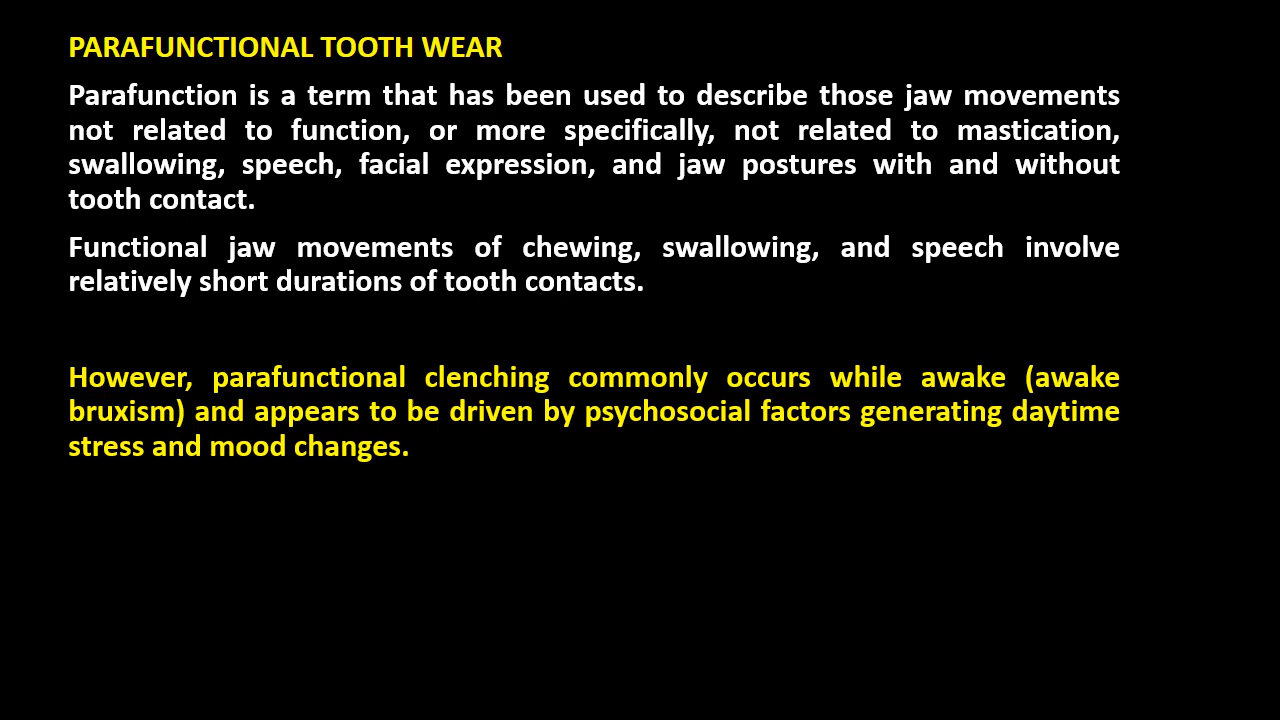 PARAFUNCTIONAL TOOTH WEAR
Parafunction is a term that has been used to describe those jaw movements
not related to function, or more specifically, not related to mastication,
swallowing, speech, facial expression, and jaw postures with and without
tooth contact.
Functional jaw movements of chewing, swallowing, and speech involve
relatively short durations of tooth contacts.
However, parafunctional clenching commonly occurs while awake (awake
bruxism) and appears to be driven by psychosocial factors generating daytime
stress and mood changes.